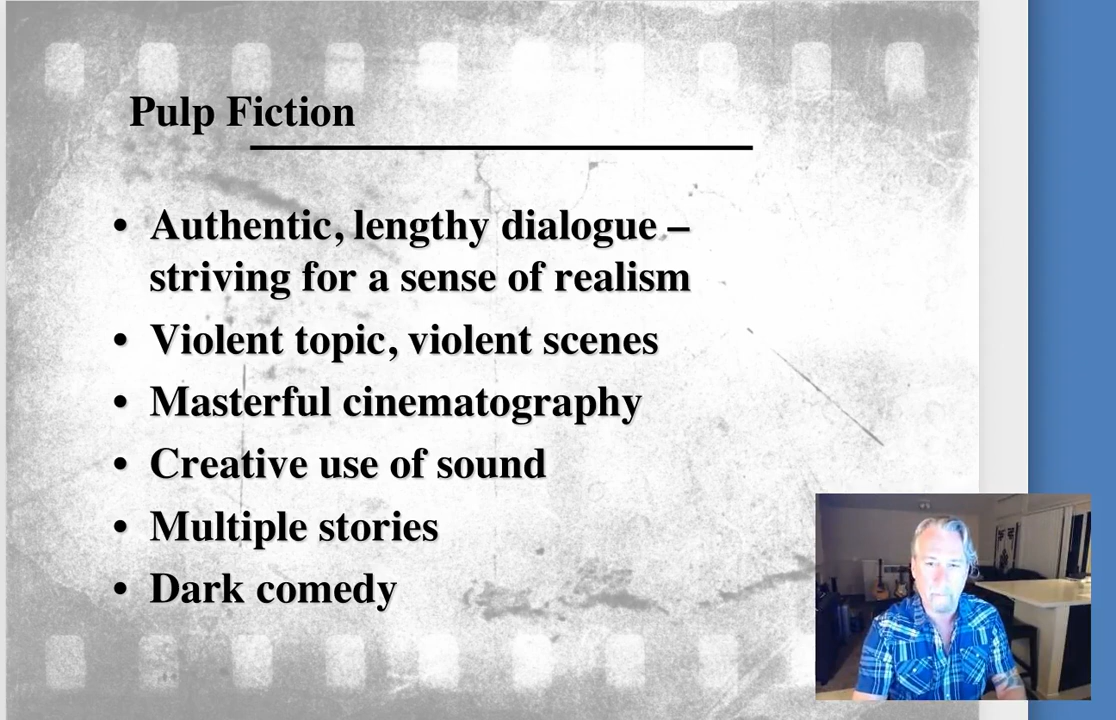 Pulp Fiction
• Authentic, lengthy dialogue –
striving for a sense of realism
• Violent topic, violent scenes
• Masterful cinematography
• Creative use of sound
• Multiple stories
• Dark comedy